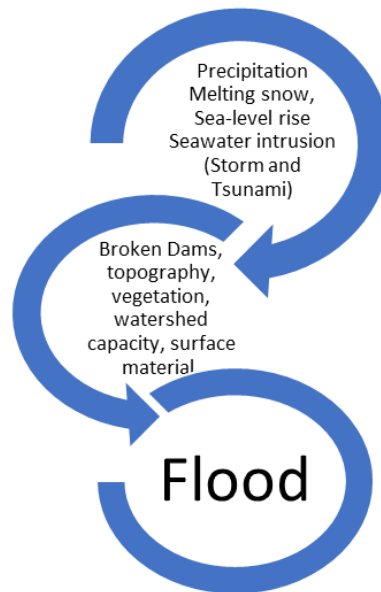 Precipitation
Melting snow,
Sea-level rise
Seawater intrusion
(Storm and
Tsunami)
Broken Dams,
topography,
vegetation,
watershed
capacity, surface
material
Flood